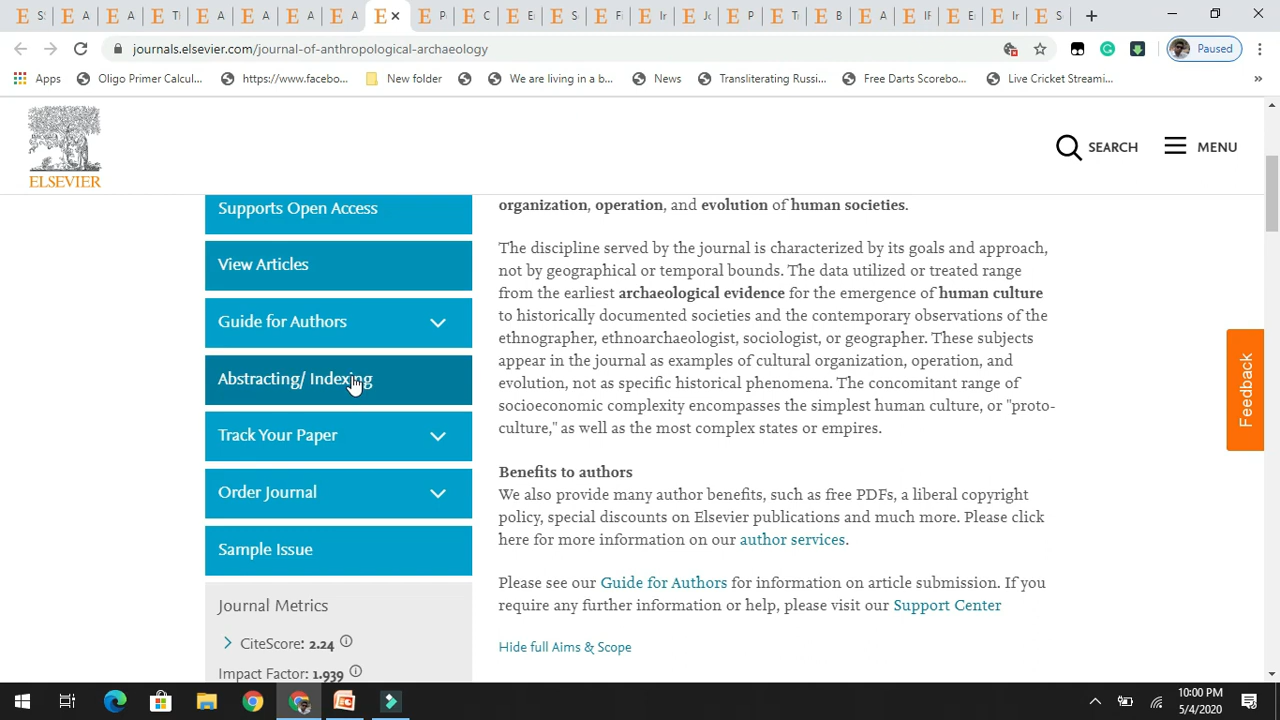 S
A
A
Tl
A
A
A
A
E
P
C
E
S
F
Ir
Jo
P
T
B
A
IF
E
Ir
S
journals.elsevier.com/journal-of-anthropological-archaeology
Paused
Apps
Oligo Primer Calcul...
https://www.facebo...
New folder
We are living in a b...
News
Transliterating Russi...
Free Darts Scorebo...
Live Cricket Streami...
»
ELSEVIER
SEARCH
MENU
Supports Open Access
View Articles
Guide for Authors
Abstracting/ Indexing
Track Your Paper
Order Journal
Sample Issue
Journal Metrics
CiteScore: 2.24
Impact Factor: 1.939
organization, operation, and evolution of human societies.
The discipline served by the journal is characterized by its goals and approach,
not by geographical or temporal bounds. The data utilized or treated range
from the earliest archaeological evidence for the emergence of human culture
to historically documented societies and the contemporary observations of the
ethnographer, ethnoarchaeologist, sociologist, or geographer. These subjects
appear in the journal as examples of cultural organization, operation, and
evolution, not as specific historical phenomena. The concomitant range of
socioeconomic complexity encompasses the simplest human culture, or "proto-
culture," as well as the most complex states or empires.
Benefits to authors
We also provide many author benefits, such as free PDFs, a liberal copyright
policy, special discounts on Elsevier publications and much more. Please click
here for more information on our author services.
Please see our Guide for Authors for information on article submission. If you
require any further information or help, please visit our Support Center
Hide full Aims & Scope
Feedback
10:00 PM
5/4/2020